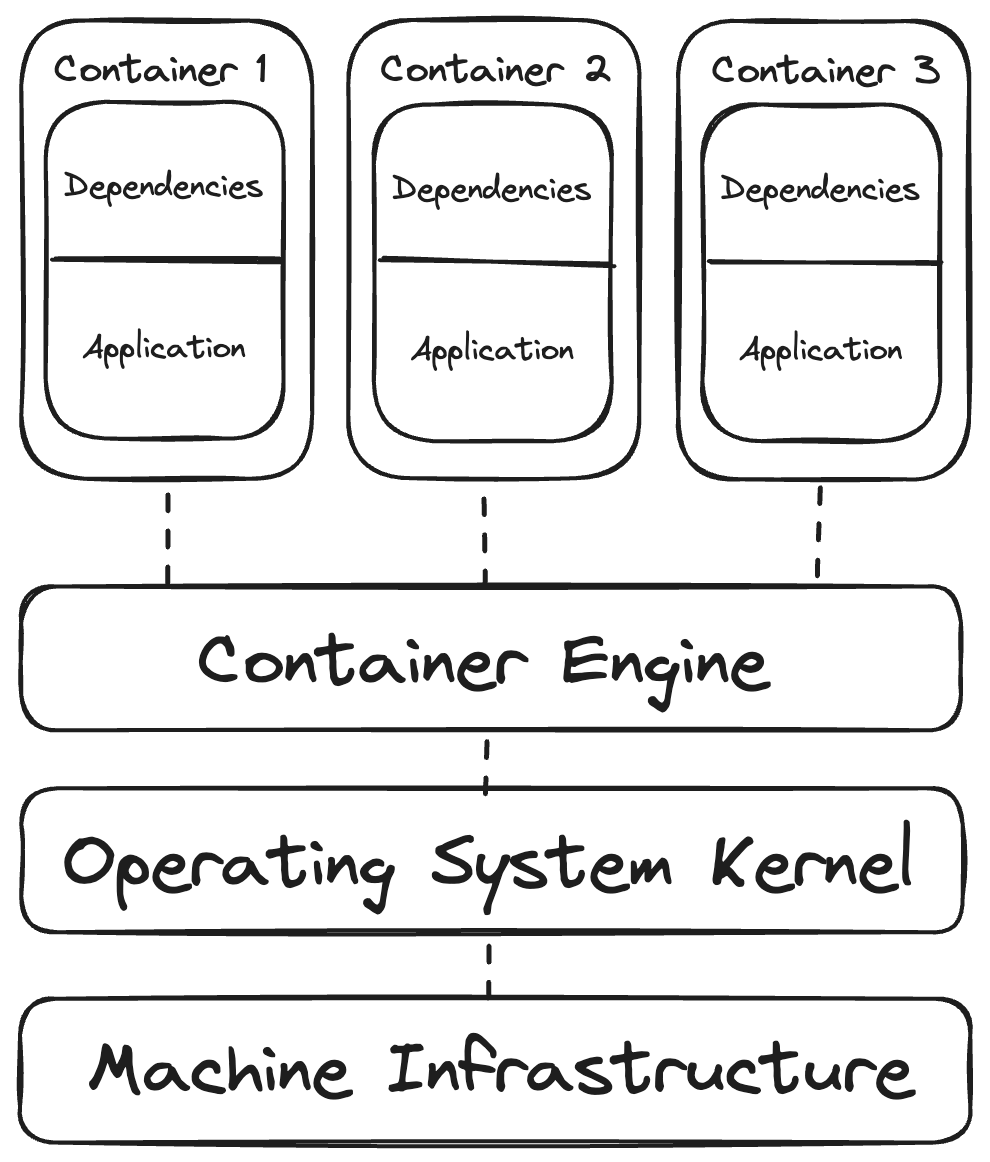 Container 1
Container 2
Container 3
Dependencies
Dependencies
Dependencies
Application
Application
Application
Container Engine
Operating System Kernel
Machine Infrastructure